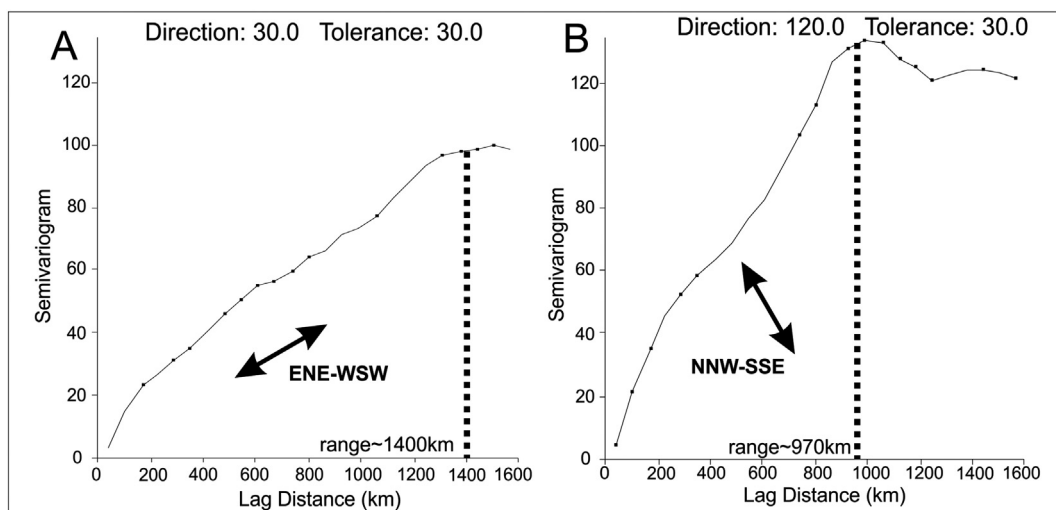 A
Direction: 30.0 Tolerance: 30.0
Semivariogram
120
100
80
60
40
20
0
ENE-WSW
range~1400km
0 200 400 600 800 1000 1200 1400 1600
Lag Distance (km)
B
Direction: 120.0 Tolerance: 30.0
Semivariogram
120
100
80
60
40
20
0
NNW-SSE
range~970km
0 200 400 600 800 1000 1200 1400 1600
Lag Distance (km)